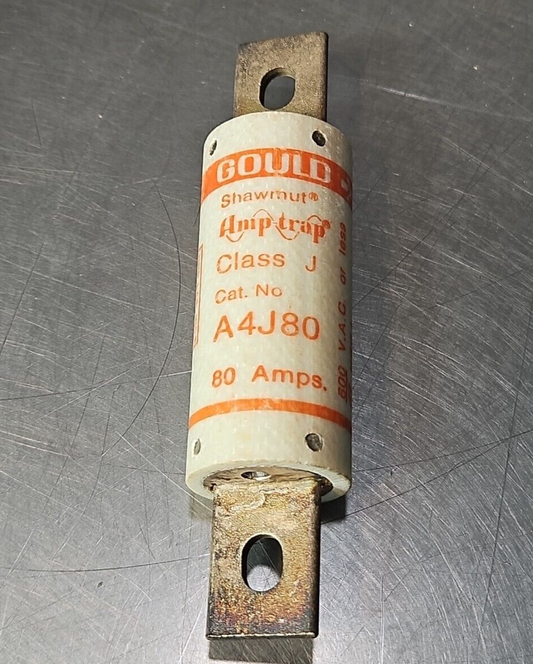 GOULD
Shawmut®
Amp-trap®
Class J
Cat. No
A4J80
80 Amps.
600 V.A.C or less